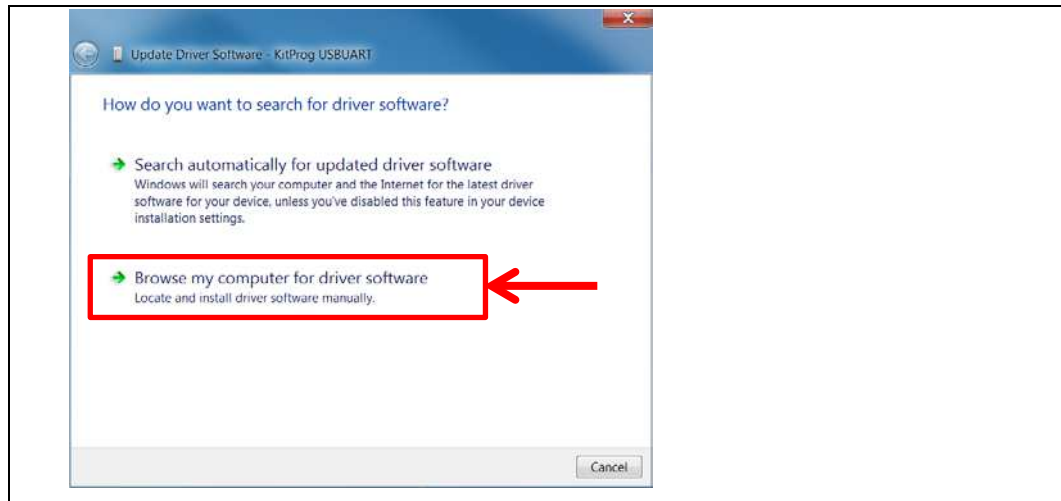 Update Driver Software - KitProg USBUART
How do you want to search for driver software?
Search automatically for updated driver software
Windows will search your computer and the Internet for the latest driver
software for your device, unless you've disabled this feature in your device
installation settings.
Browse my computer for driver software
Locate and install driver software manually.
Cancel